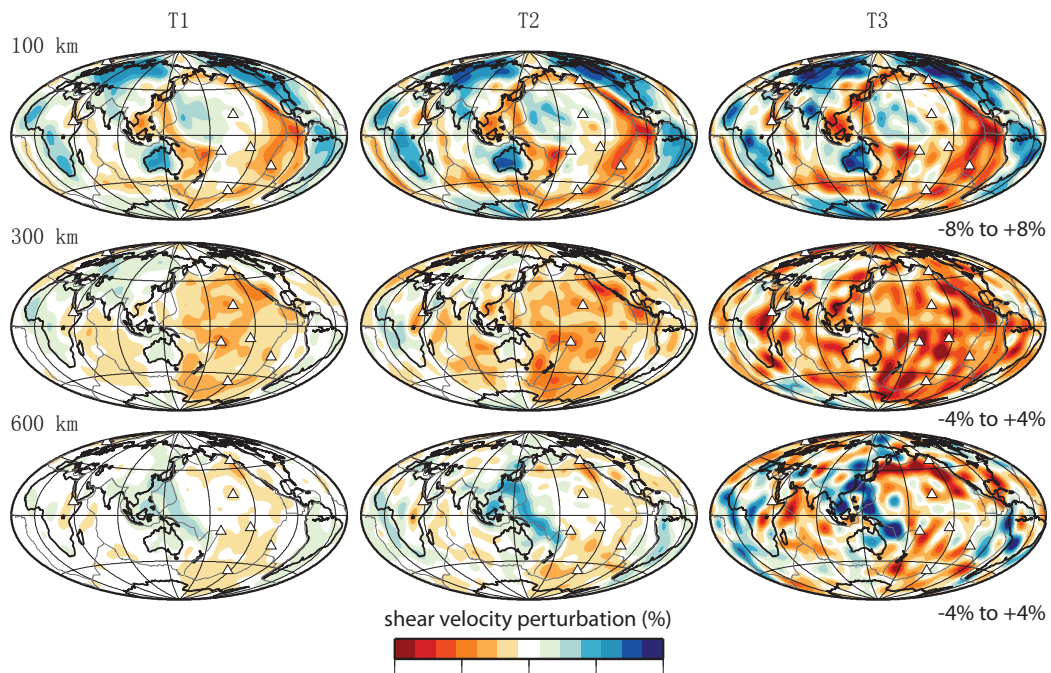 T1 T2 T3
100 km
-8% to +8%
300 km
-4% to +4%
600 km
-4% to +4%
shear velocity perturbation (%)